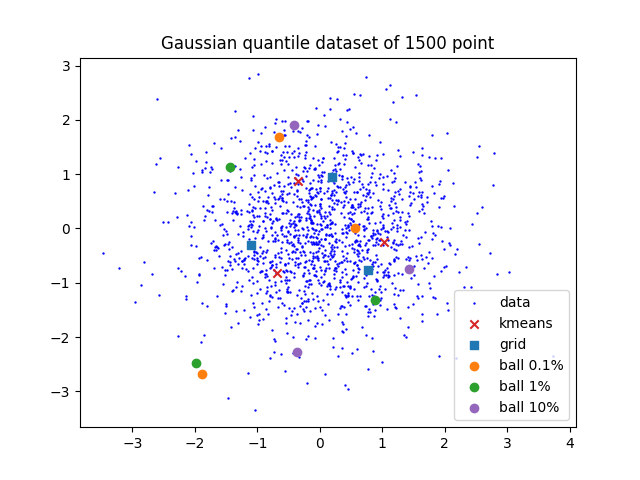 Gaussian quantile dataset of 1500 point
3
2
1
0
−1
−2
−3
data
kmeans
grid
ball 0.1%
ball 1%
ball 10%
−3 −2 −1 0 1 2 3 4